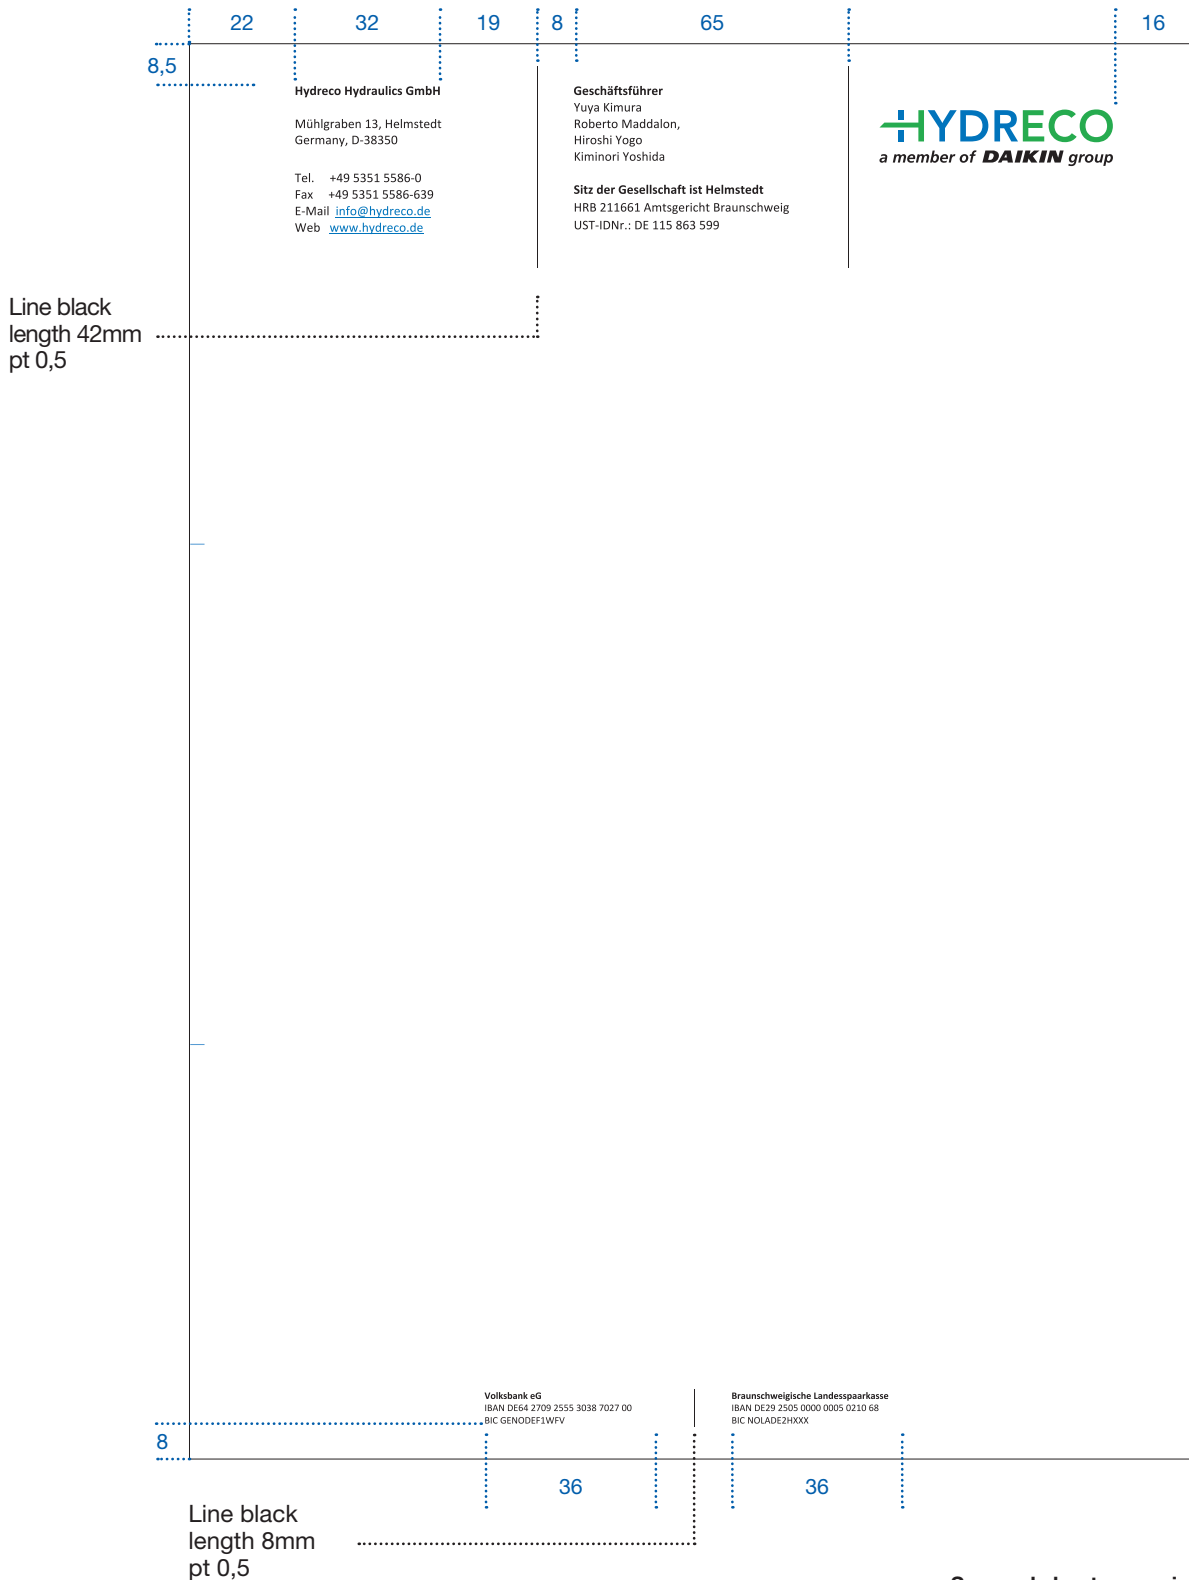 22 32 19 8 65 16
8,5
Hydreco Hydraulics GmbH
Mühlgraben 13, Helmstedt
Germany, D-38350
Tel. +49 5351 5586-0
Fax +49 5351 5586-639
E-Mail info@hydreco.de
Web www.hydreco.de
Geschäftsführer
Yuya Kimura
Roberto Maddalon,
Hiroshi Yogo
Kiminori Yoshida
Sitz der Gesellschaft ist Helmstedt
HRB 211661 Amtsgericht Braunschweig
UST-IDNr.: DE 115 863 599
HYDRECO
a member of DAIKIN group
Line black
length 42mm
pt 0,5
Volksbank eG
IBAN DE64 2709 2555 3038 7027 00
BIC GENODEF1WFV
Braunschweigische Landesspaarkasse
IBAN DE29 2505 0000 0005 0210 68
BIC NOLADE2HXXX
8
36 36
Line black
length 8mm
pt 0,5